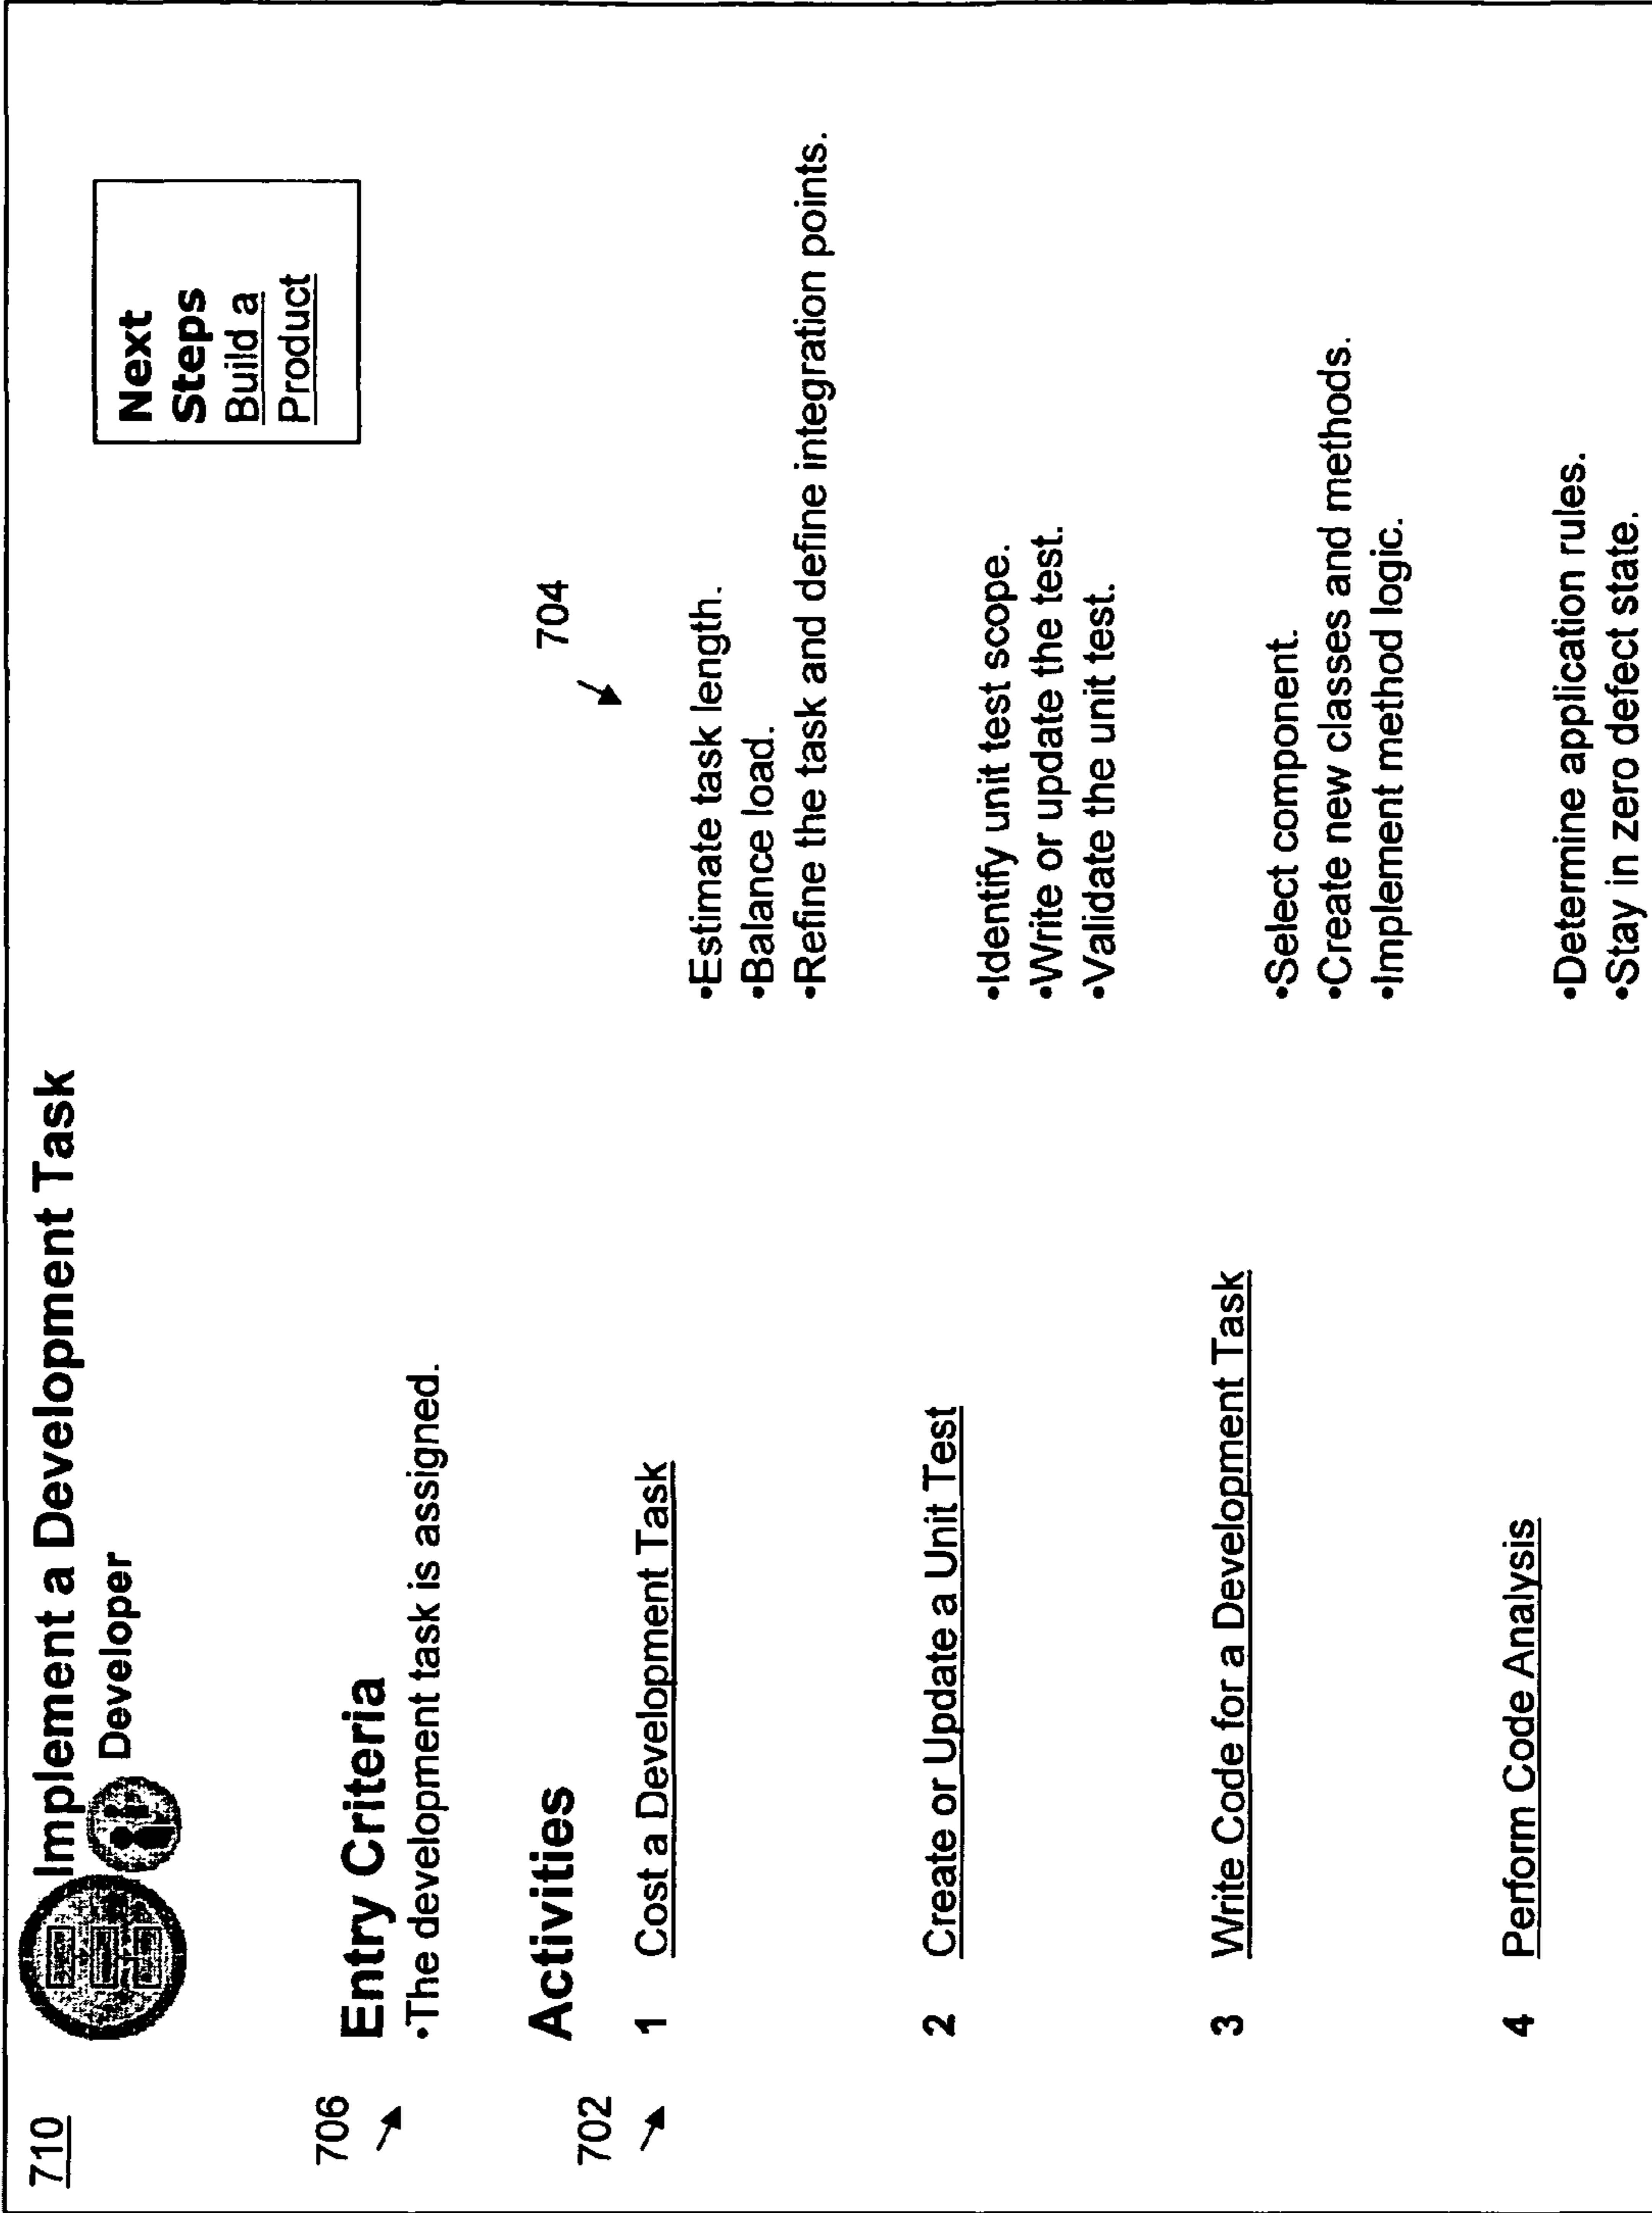 710
Implement a Development Task
Developer
Next
Steps
Build a
Product
706
Entry Criteria
•The development task is assigned.
702
Activities
704
1 Cost a Development Task
•Estimate task length.
•Balance load.
•Refine the task and define integration points.
2 Create or Update a Unit Test
•Identify unit test scope.
•Write or update the test.
•Validate the unit test.
3 Write Code for a Development Task
•Select component.
•Create new classes and methods.
•Implement method logic.
4 Perform Code Analysis
•Determine application rules.
•Stay in zero defect state.